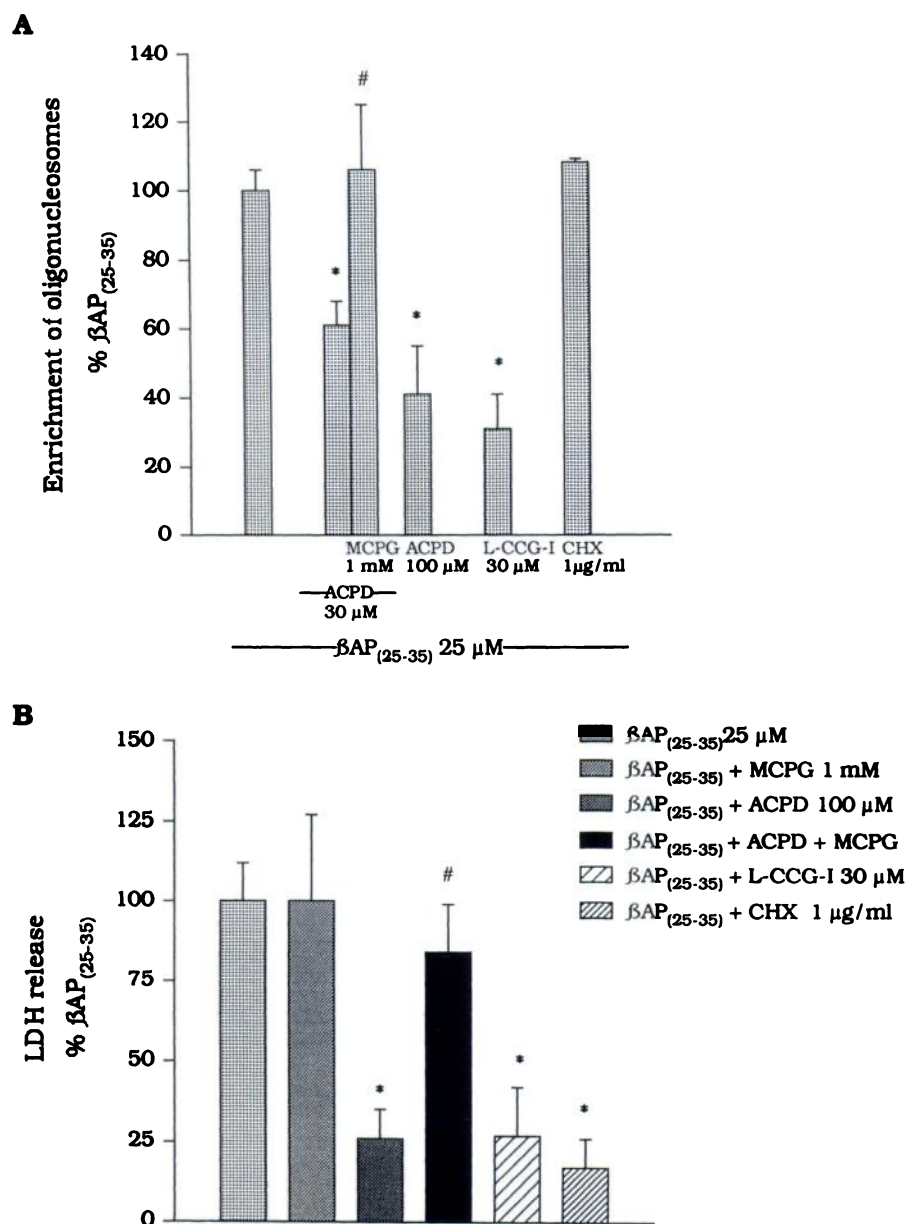 A
Enrichment of oligonucleosomes
% βAP(25-35)
140
120
100
80
60
40
20
0
#
*
*
*
MCPG ACPD L-CCG-I CHX
1 mM 100 µM 30 µM 1µg/ml
ACPD
30 µM
βAP(25-35) 25 µM
B
LDH release
% βAP(25-35)
150
125
100
75
50
25
0
*
#
*
*
βAP(25-35)25 µM
βAP(25-35) + MCPG 1 mM
βAP(25-35) + ACPD 100 µM
βAP(25-35) + ACPD + MCPG
βAP(25-35) + L-CCG-I 30 µM
βAP(25-35) + CHX 1 µg/ml